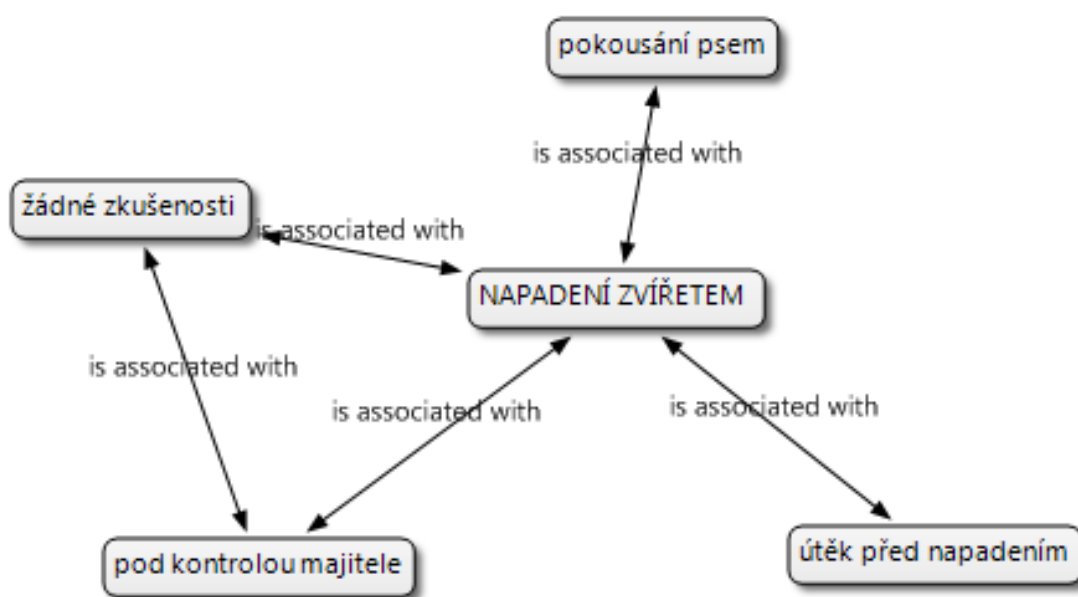 pokousání psem
is associated with
žádné zkušenosti
is associated with
NAPADENÍ ZVÍŘETEM
is associated with
is associated with
is associated with
pod kontrolou majitele
útěk před napadením